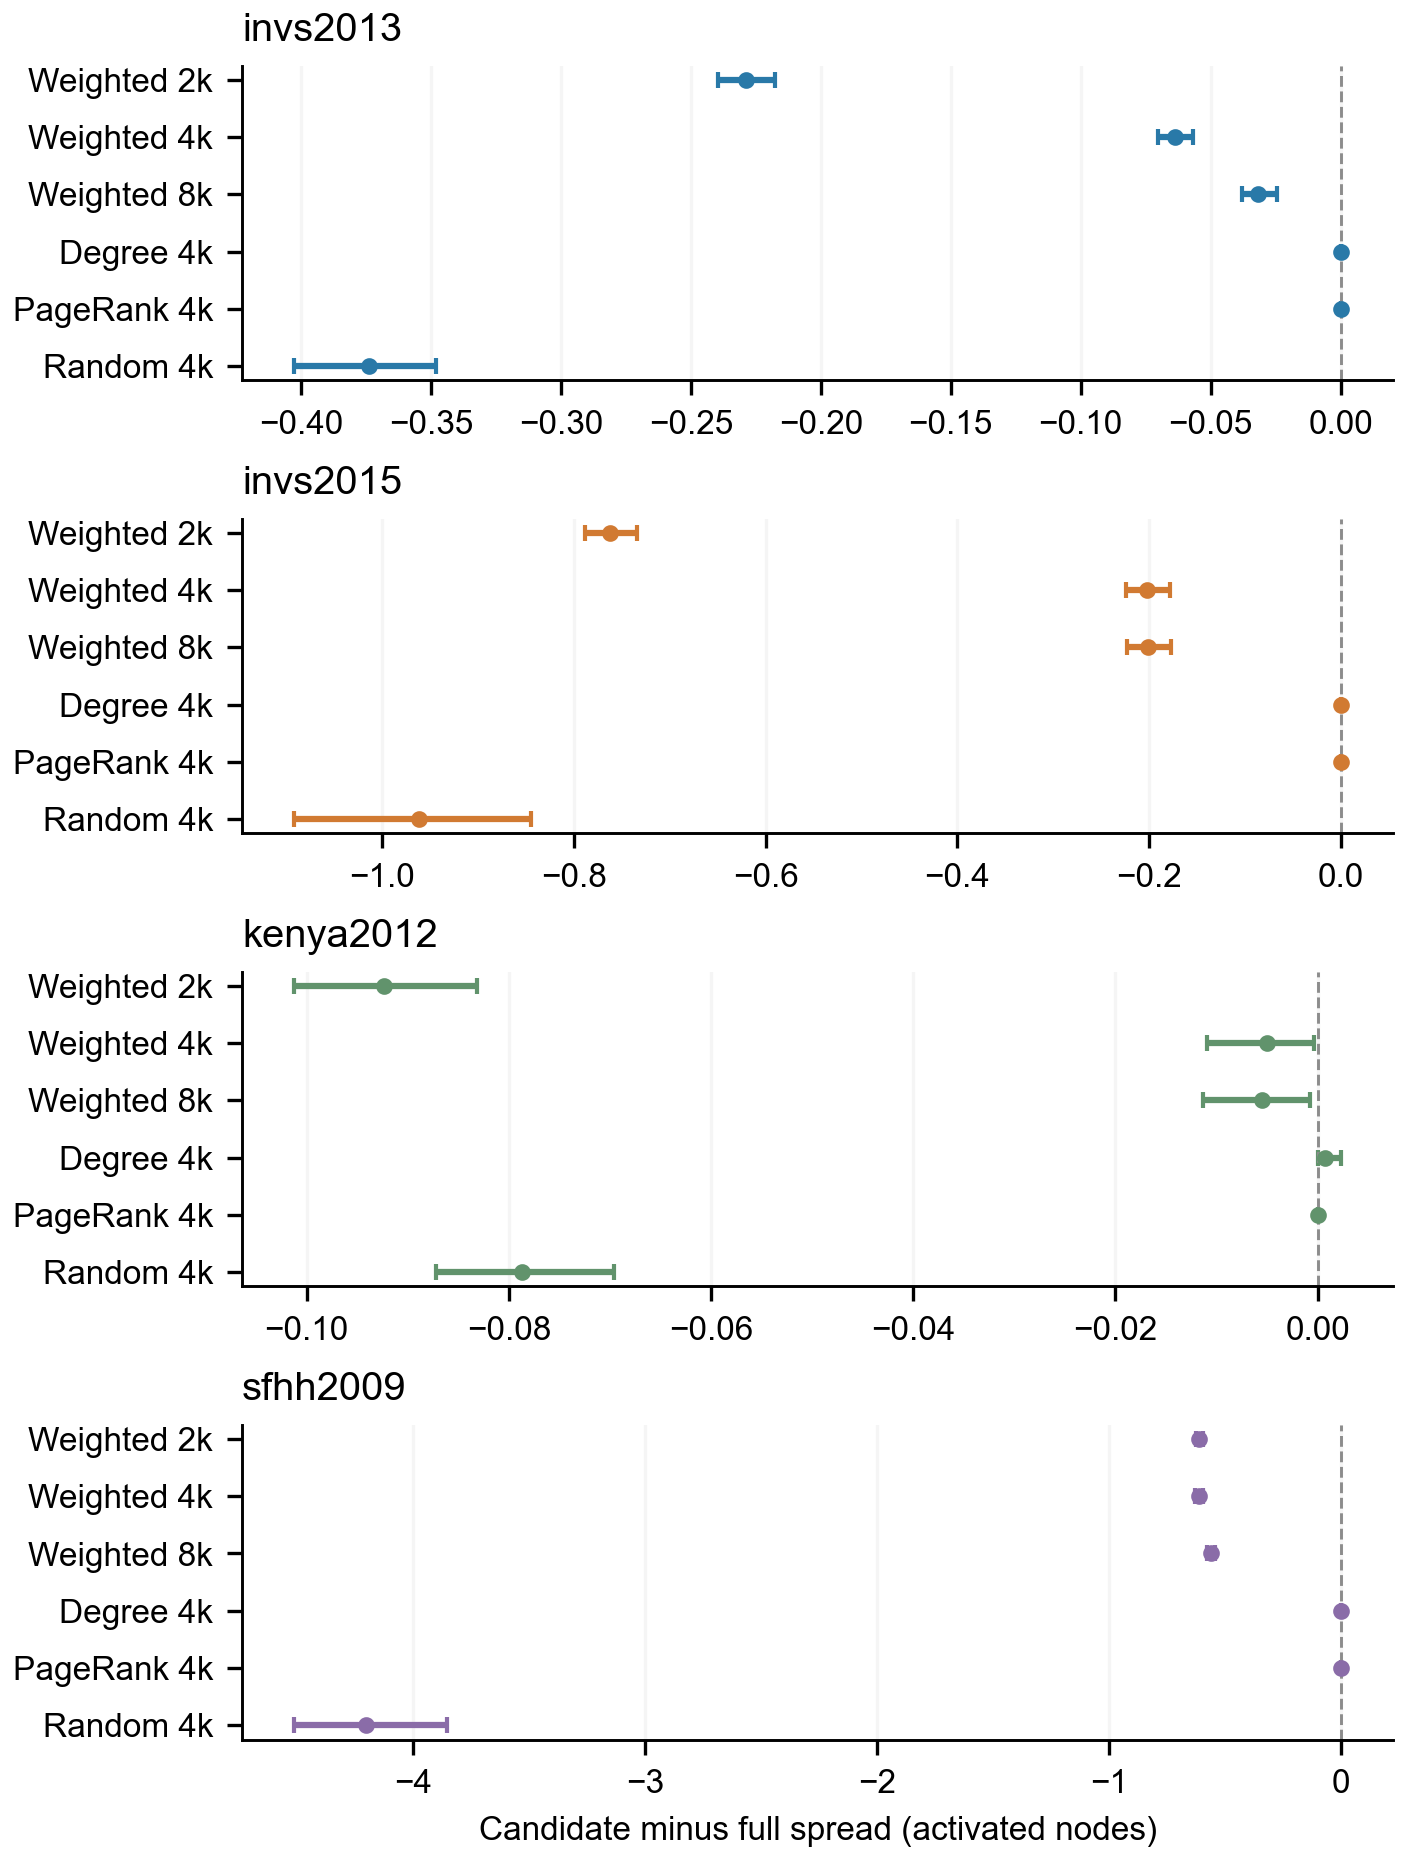 invs2013
Weighted 2k
Weighted 4k
Weighted 8k
Degree 4k
PageRank 4k
Random 4k
−0.40 −0.35 −0.30 −0.25 −0.20 −0.15 −0.10 −0.05 0.00
invs2015
Weighted 2k
Weighted 4k
Weighted 8k
Degree 4k
PageRank 4k
Random 4k
−1.0 −0.8 −0.6 −0.4 −0.2 0.0
kenya2012
Weighted 2k
Weighted 4k
Weighted 8k
Degree 4k
PageRank 4k
Random 4k
−0.10 −0.08 −0.06 −0.04 −0.02 0.00
sfhh2009
Weighted 2k
Weighted 4k
Weighted 8k
Degree 4k
PageRank 4k
Random 4k
−4 −3 −2 −1 0
Candidate minus full spread (activated nodes)